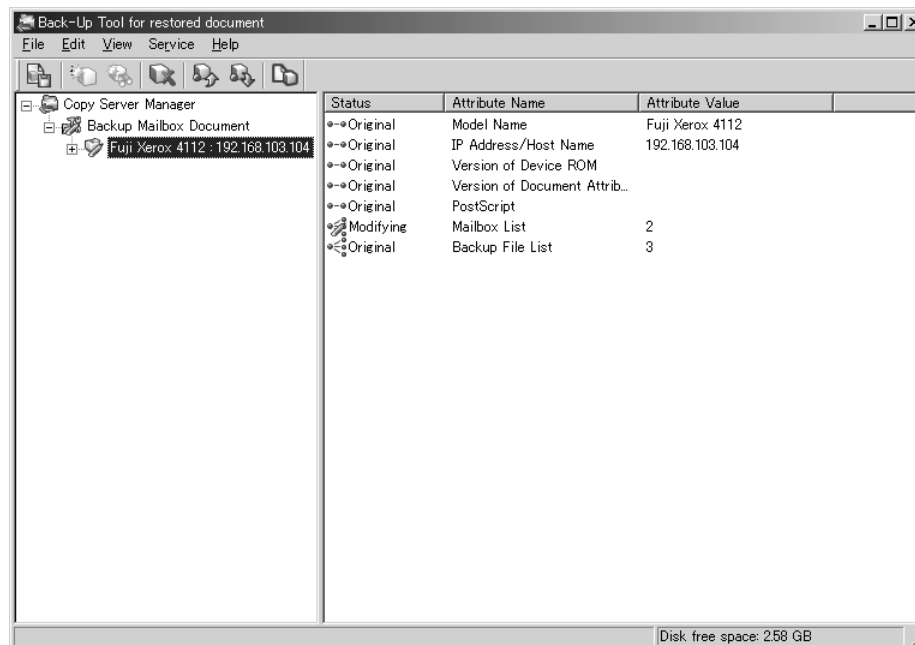 Back-Up Tool for restored document
File Edit View Service Help
Copy Server Manager
Backup Mailbox Document
Fuji Xerox 4112 : 192.168.103.104
Status Attribute Name Attribute Value
Original Model Name Fuji Xerox 4112
Original IP Address/Host Name 192.168.103.104
Original Version of Device ROM
Original Version of Document Attrib...
Original PostScript
Modifying Mailbox List 2
Original Backup File List 3
Disk free space: 2.58 GB